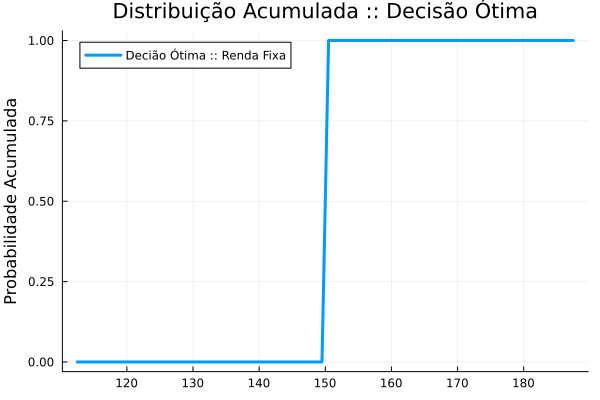 Distribuição Acumulada :: Decisão Ótima
Decião Ótima :: Renda Fixa
Probabilidade Acumulada
1.00
0.75
0.50
0.25
0.00
120 130 140 150 160 170 180